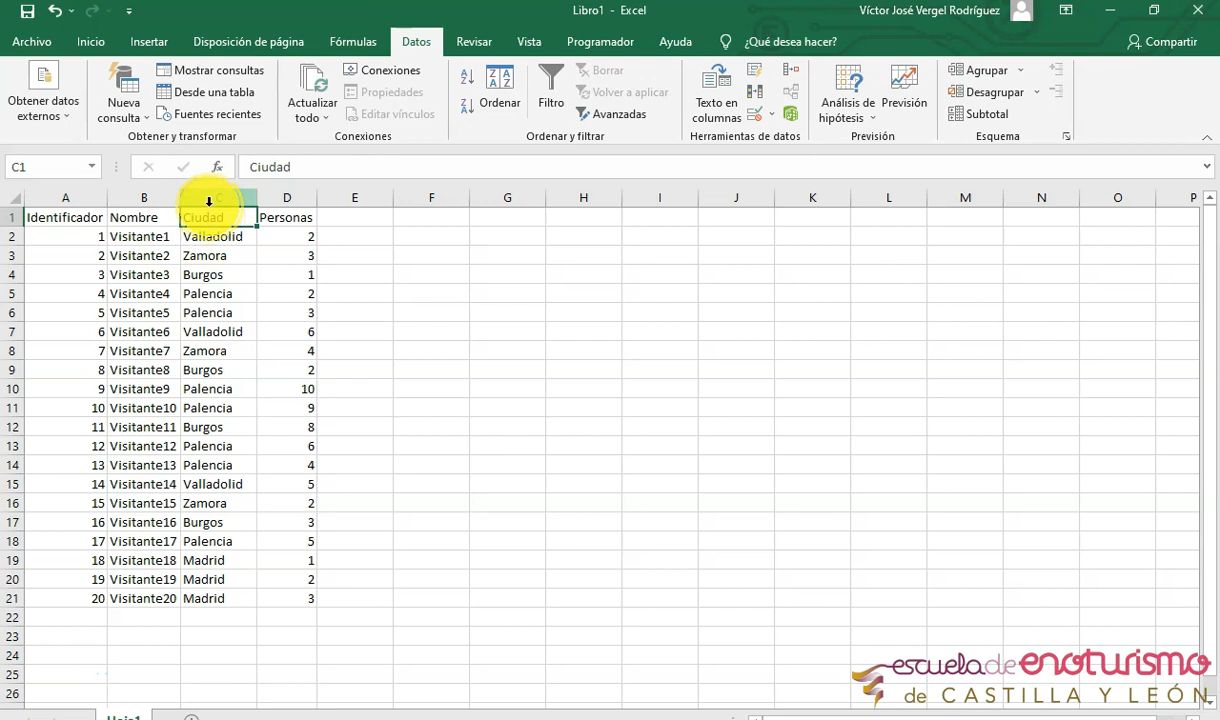 Libro1 - Excel
Víctor José Vergel Rodríguez
Archivo Inicio Insertar Disposición de página Fórmulas Datos Revisar Vista Programador Ayuda ¿Qué desea hacer? Compartir
Obtener datos externos
Nueva consulta
Mostrar consultas
Desde una tabla
Fuentes recientes
Obtener y transformar
Actualizar todo
Conexiones
Propiedades
Editar vínculos
Conexiones
Ordenar
Filtro
Borrar
Volver a aplicar
Avanzadas
Ordenar y filtrar
Texto en columnas
Herramientas de datos
Análisis de hipótesis
Previsión
Previsión
Agrupar
Desagrupar
Subtotal
Esquema
C1 fx Ciudad
A B C D E F G H I J K L M N O P
1 Identificador Nombre Ciudad Personas
2 1 Visitante1 Valladolid 2
3 2 Visitante2 Zamora 3
4 3 Visitante3 Burgos 1
5 4 Visitante4 Palencia 2
6 5 Visitante5 Palencia 3
7 6 Visitante6 Valladolid 6
8 7 Visitante7 Zamora 4
9 8 Visitante8 Burgos 2
10 9 Visitante9 Palencia 10
11 10 Visitante10 Palencia 9
12 11 Visitante11 Burgos 8
13 12 Visitante12 Palencia 6
14 13 Visitante13 Palencia 4
15 14 Visitante14 Valladolid 5
16 15 Visitante15 Zamora 2
17 16 Visitante16 Burgos 3
18 17 Visitante17 Palencia 5
19 18 Visitante18 Madrid 1
20 19 Visitante19 Madrid 2
21 20 Visitante20 Madrid 3
22
23
24
25
26
escuela de enoturismo
de CASTILLA Y LEÓN
Hoja1